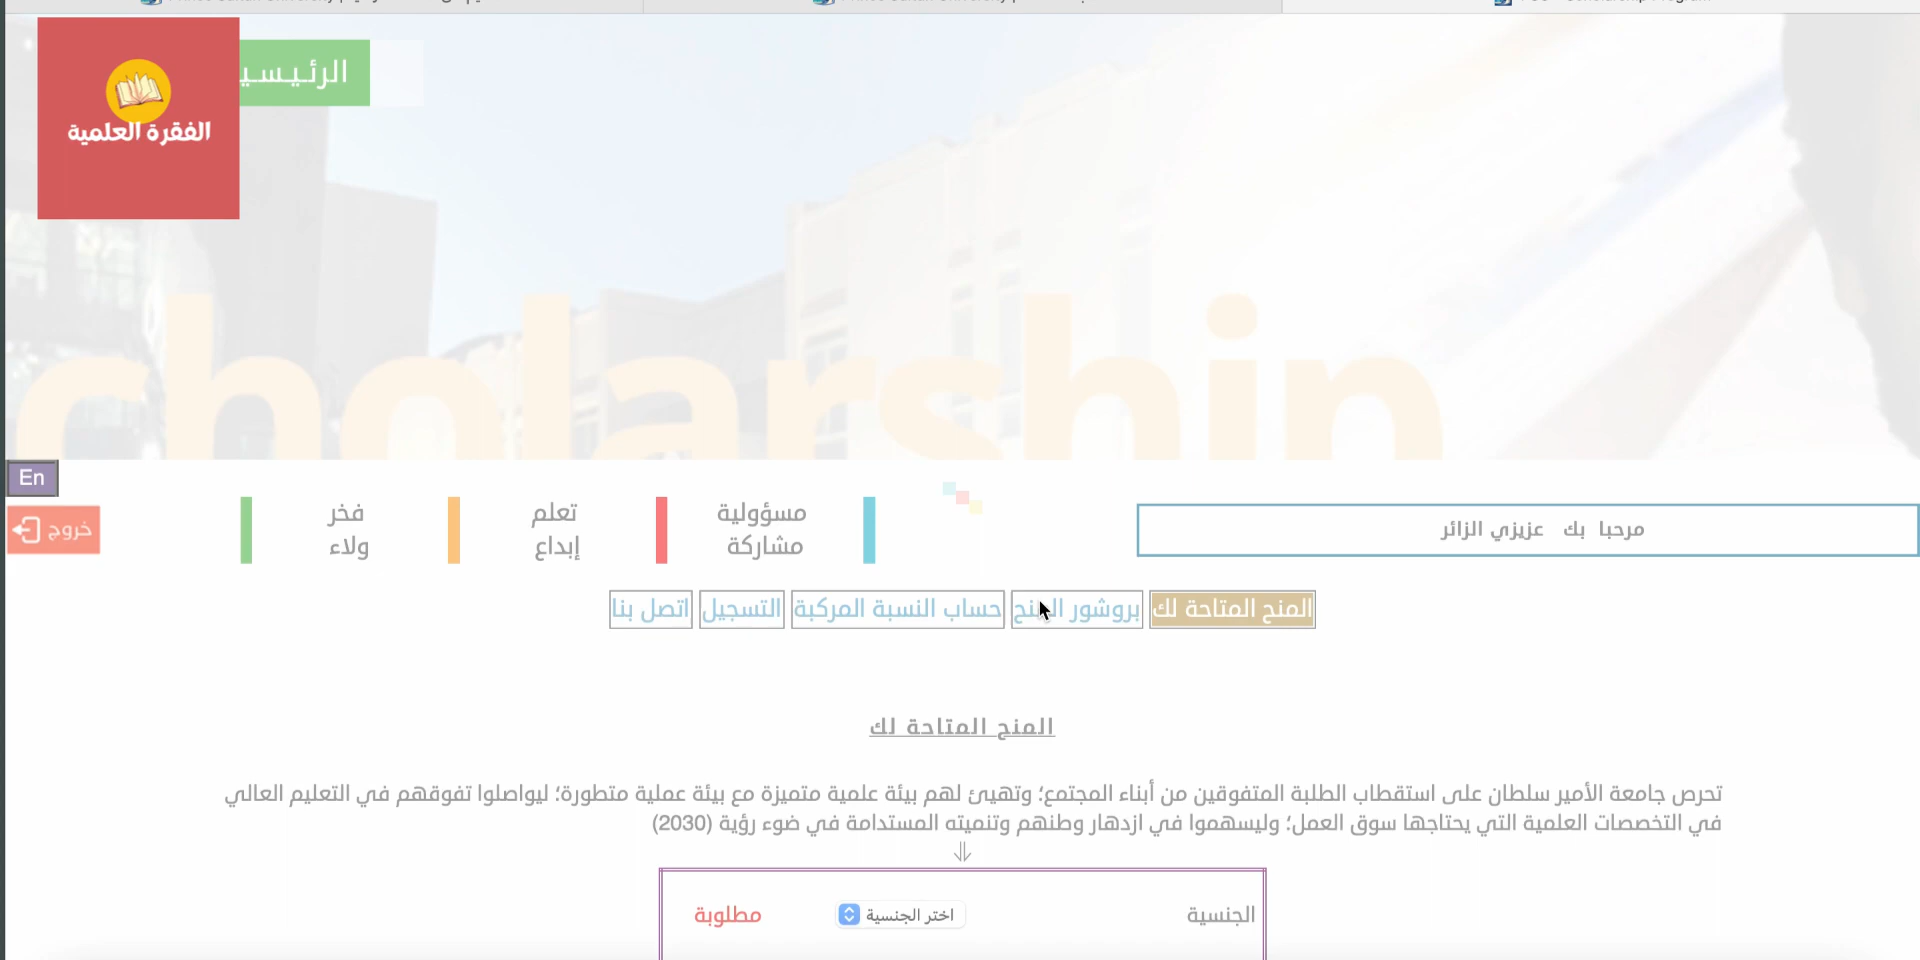 الرئيسي
الفقرة العلمية
cholarship
En
مرحبا بك عزيزي الزائر
مسؤولية
مشاركة
تعلم
إبداع
فخر
ولاء
خروج
المنح المتاحة لك
بروشور المنح
حساب النسبة المركبة
التسجيل
اتصل بنا
المنح المتاحة لك
تحرص جامعة الأمير سلطان على استقطاب الطلبة المتفوقين من أبناء المجتمع؛ وتهيئ لهم بيئة علمية متميزة مع بيئة عملية متطورة؛ ليواصلوا تفوقهم في التعليم العالي
في التخصصات العلمية التي يحتاجها سوق العمل؛ وليسهموا في ازدهار وطنهم وتنميته المستدامة في ضوء رؤية (2030)
الجنسية اختر الجنسية مطلوبة